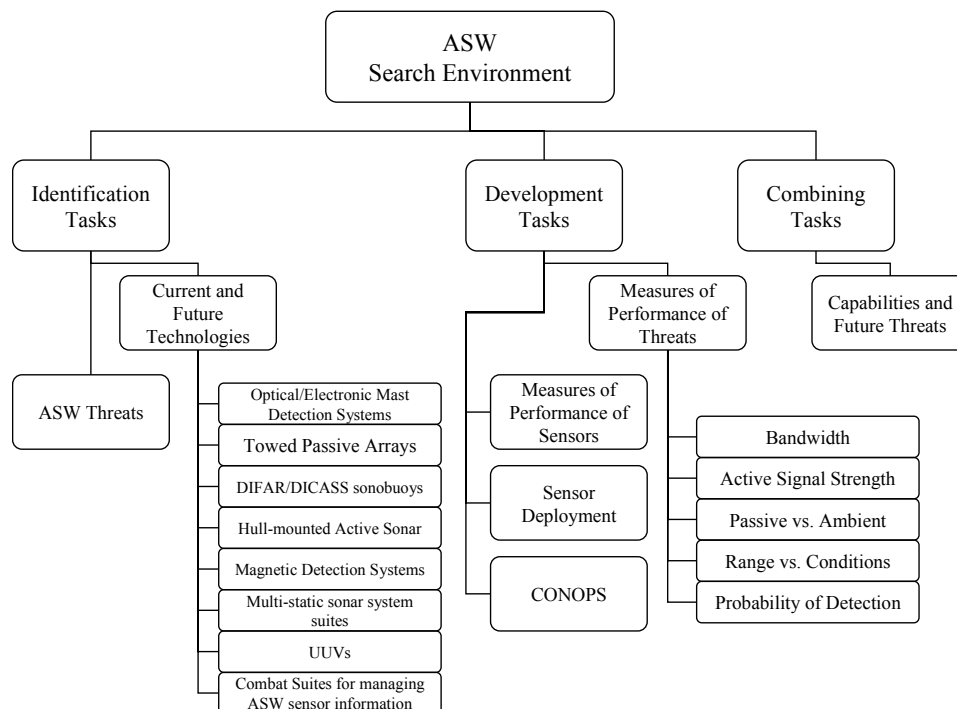 ASW
Search Environment
Identification
Tasks
Development
Tasks
Combining
Tasks
Current and
Future
Technologies
Measures of
Performance of
Threats
Capabilities and
Future Threats
ASW Threats
Optical/Electronic Mast
Detection Systems
Towed Passive Arrays
DIFAR/DICASS sonobuoys
Hull-mounted Active Sonar
Magnetic Detection Systems
Multi-static sonar system
suites
UUVs
Combat Suites for managing
ASW sensor information
Measures of
Performance of
Sensors
Sensor
Deployment
CONOPS
Bandwidth
Active Signal Strength
Passive vs. Ambient
Range vs. Conditions
Probability of Detection